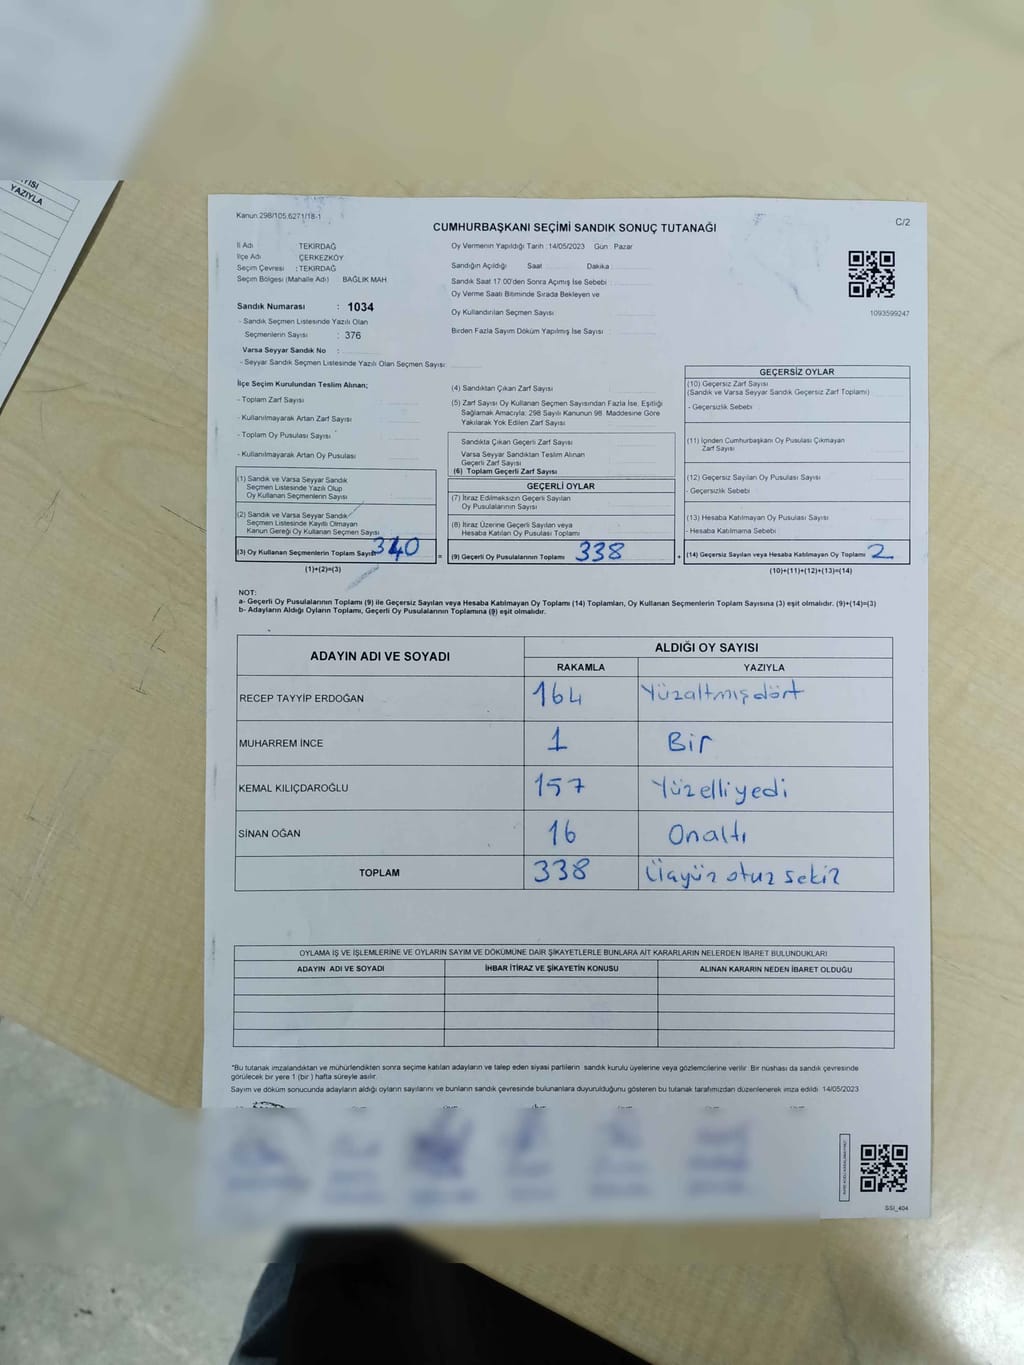 YISI
YAZIYLA
Kanun 298/105.6271/18-1
CUMHURBAŞKANI SEÇİMİ SANDIK SONUÇ TUTANAĞI
C/2
İl Adı TEKİRDAĞ
İlçe Adı ÇERKEZKÖY
Seçim Çevresi : TEKİRDAĞ
Seçim Bölgesi (Mahalle Adı) BAĞLIK MAH
Oy Vermenin Yapıldığı Tarih : 14/05/2023 Gün : Pazar
Sandığın Açıldığı Saat Dakika
Sandık Saat 17:00'den Sonra Açımış İse Sebebi
Oy Verme Saati Bitiminde Sırada Bekleyen ve
Oy Kullandırılan Seçmen Sayısı
Birden Fazla Sayım Döküm Yapılmış İse Sayısı
1093599247
Sandık Numarası : 1034
- Sandık Seçmen Listesinde Yazılı Olan
Seçmenlerin Sayısı : 376
Varsa Seyyar Sandık No :
- Seyyar Sandık Seçmen Listesinde Yazılı Olan Seçmen Sayısı
İlçe Seçim Kurulundan Teslim Alınan;
- Toplam Zarf Sayısı
- Kullanılmayarak Artan Zarf Sayısı
- Toplam Oy Pusulası Sayısı
- Kullanılmayarak Artan Oy Pusulası
(1) Sandık ve Varsa Seyyar Sandık
Seçmen Listesinde Yazılı Olup
Oy Kullanan Seçmenlerin Sayısı
(2) Sandık ve Varsa Seyyar Sandık
Seçmen Listesinde Kayıtlı Olmayan
Kanun Gereği Oy Kullanan Seçmen Sayısı
(3) Oy Kullanan Seçmenlerin Toplam Sayısı 340
(1)+(2)=(3)
(4) Sandıktan Çıkan Zarf Sayısı
(5) Zarf Sayısı Oy Kullanan Seçmen Sayısından Fazla İse, Eşitliği
Sağlamak Amacıyla; 298 Sayılı Kanunun 98. Maddesine Göre
Yakılarak Yok Edilen Zarf Sayısı
Sandıkta Çıkan Geçerli Zarf Sayısı
Varsa Seyyar Sandıktan Teslim Alınan
Geçerli Zarf Sayısı
(6) Toplam Geçerli Zarf Sayısı
GEÇERLİ OYLAR
(7) İtiraz Edilmeksizin Geçerli Sayılan
Oy Pusulalarının Sayısı
(8) İtiraz Üzerine Geçerli Sayılan veya
Hesaba Katılan Oy Pusulası Toplamı
= (9) Geçerli Oy Pusulalarının Toplamı 338 +
GEÇERSİZ OYLAR
(10) Geçersiz Zarf Sayısı
(Sandık ve Varsa Seyyar Sandık Geçersiz Zarf Toplamı)
- Geçersizlik Sebebi
(11) İçinden Cumhurbaşkanı Oy Pusulası Çıkmayan
Zarf Sayısı
(12) Geçersiz Sayılan Oy Pusulası Sayısı
- Geçersizlik Sebebi
(13) Hesaba Katılmayan Oy Pusulası Sayısı
- Hesaba Katılmama Sebebi
(14) Geçersiz Sayılan veya Hesaba Katılmayan Oy Toplamı 2
(10)+(11)+(12)+(13)=(14)
NOT:
a- Geçerli Oy Pusulalarının Toplamı (9) ile Geçersiz Sayılan veya Hesaba Katılmayan Oy Toplamı (14) Toplamları, Oy Kullanan Seçmenlerin Toplam Sayısına (3) eşit olmalıdır. (9)+(14)=(3)
b- Adayların Aldığı Oyların Toplamı, Geçerli Oy Pusulalarının Toplamına (9) eşit olmalıdır.
ADAYIN ADI VE SOYADI ALDIĞI OY SAYISI
RAKAMLA YAZIYLA
RECEP TAYYİP ERDOĞAN 164 Yüzaltmışdört
MUHARREM İNCE 1 Bir
KEMAL KILIÇDAROĞLU 157 Yüzelliyedi
SİNAN OĞAN 16 Onaltı
TOPLAM 338 Üçyüz otuz sekiz
OYLAMA İŞ VE İŞLEMLERİNE VE OYLARIN SAYIM VE DÖKÜMÜNE DAİR ŞİKAYETLERLE BUNLARA AİT KARARLARIN NELERDEN İBARET BULUNDUKLARI
ADAYIN ADI VE SOYADI İHBAR İTİRAZ VE ŞİKAYETİN KONUSU ALINAN KARARIN NEDEN İBARET OLDUĞU
"Bu tutanak imzalandıktan ve mühürlendikten sonra seçime katılan adayların ve talep eden siyasi partilerin sandık kurulu üyelerine veya gözlemcilerine verilir. Bir nüshası da sandık çevresinde
görülecek bir yere 1 (bir ) hafta süreyle asılır.
Sayım ve döküm sonucunda adayların aldığı oyların sayılarını ve bunların sandık çevresinde bulunanlara duyurulduğunu gösteren bu tutanak tarafımızdan düzenlenerek imza edildi 14/05/2023
SSI_404